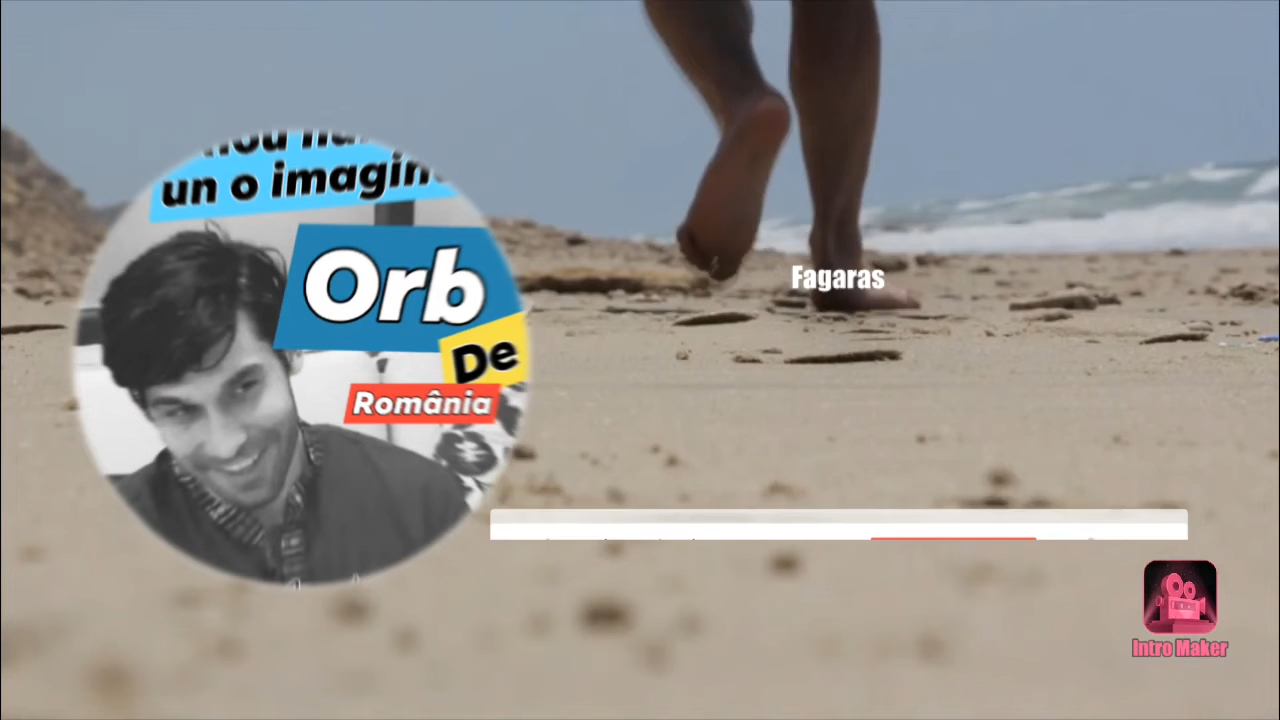 un o imagin
Orb
De
România
Fagaras
Intro Maker